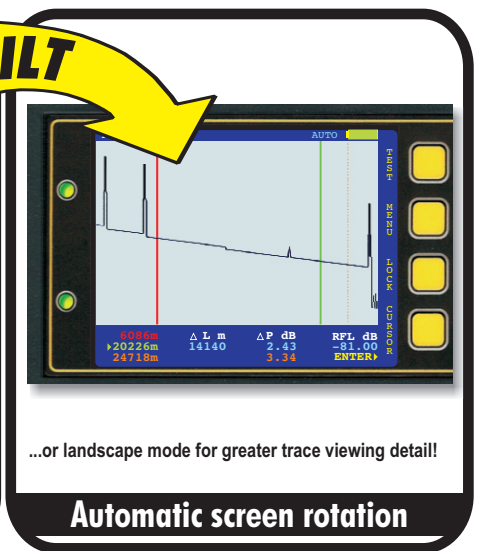 ILT
AUTO
TEST
MENU
LOCK
CURSOR
6086m Δ L m Δ P dB RFL dB
20226m 14140 2.43 -81.00
24718m 3.34 ENTER
...or landscape mode for greater trace viewing detail!
Automatic screen rotation